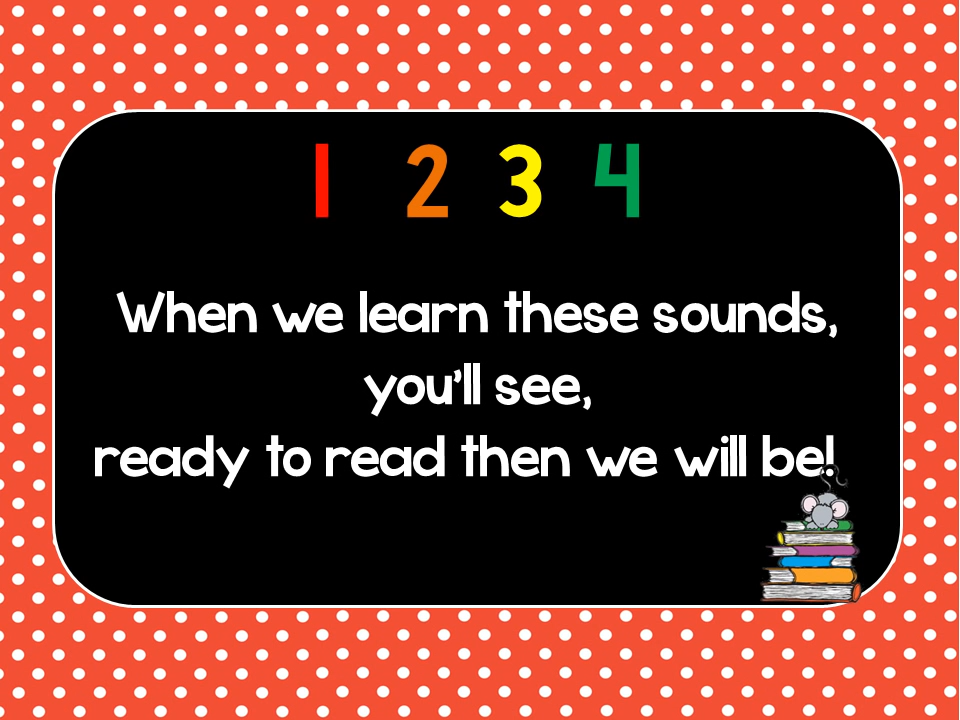 1 2 3 4
When we learn these sounds,
you'll see,
ready to read then we will be!